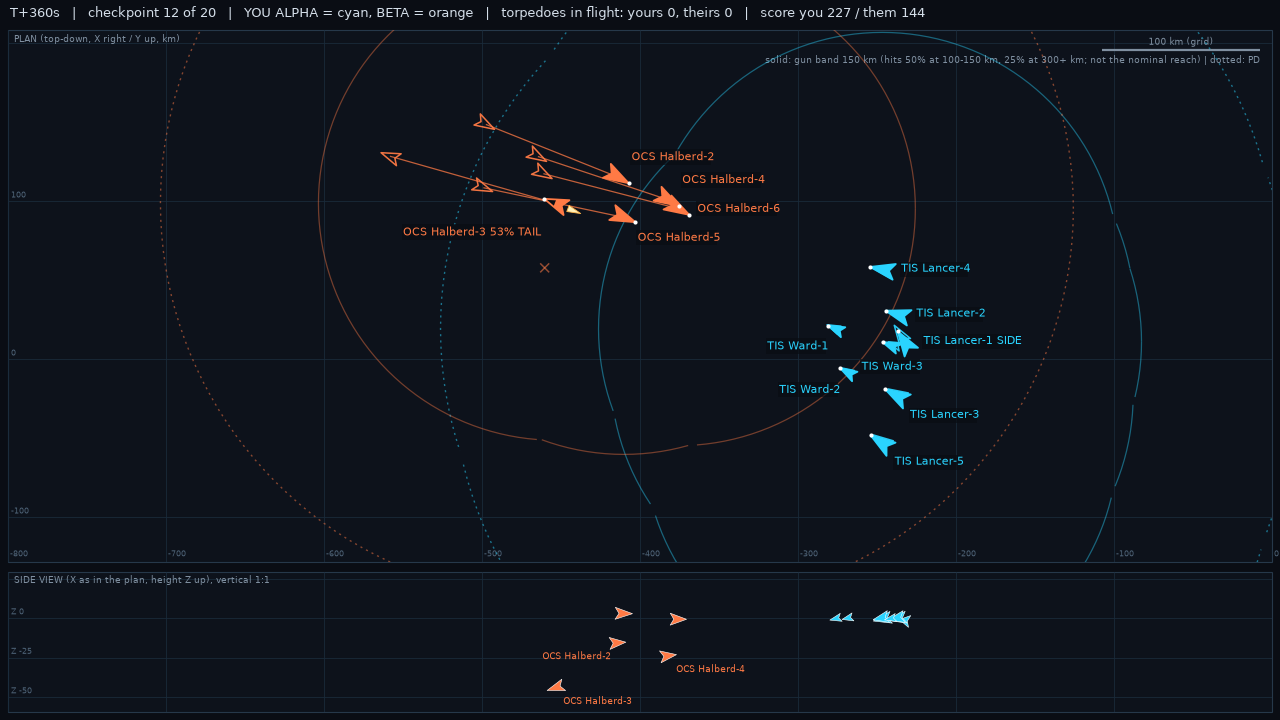 T+360s | checkpoint 12 of 20 | YOU ALPHA = cyan, BETA = orange | torpedoes in flight: yours 0, theirs 0 | score you 227 / them 144
PLAN (top-down, X right / Y up, km)
100 km (grid)
solid: gun band 150 km (hits 50% at 100-150 km, 25% at 300+ km; not the nominal reach) | dotted: PD
OCS Halberd-2
OCS Halberd-4
100
OCS Halberd-6
OCS Halberd-3 53% TAIL
OCS Halberd-5
TIS Lancer-4
TIS Lancer-2
TIS Lancer-1 SIDE
TIS Ward-1
0
TIS Ward-3
TIS Ward-2
TIS Lancer-3
TIS Lancer-5
-100
-800
-700
-600
-500
-400
-300
-200
-100
0
SIDE VIEW (X as in the plan, height Z up), vertical 1:1
Z 0
Z -25
OCS Halberd-2
OCS Halberd-4
Z -50
OCS Halberd-3